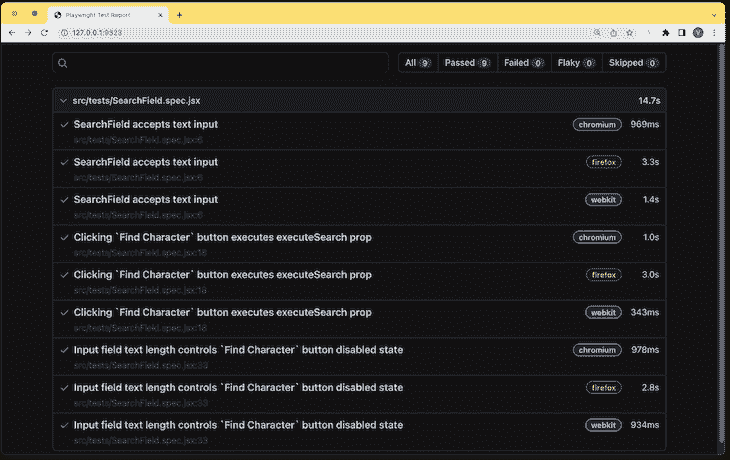 Playwright Test Report
127.0.0.1:9323
V
All 9 Passed 9 Failed 0 Flaky 0 Skipped 0
src/tests/SearchField.spec.jsx 14.7s
SearchField accepts text input chromium 969ms
src/tests/SearchField.spec.jsx:6
SearchField accepts text input firefox 3.3s
src/tests/SearchField.spec.jsx:6
SearchField accepts text input webkit 1.4s
src/tests/SearchField.spec.jsx:6
Clicking `Find Character` button executes executeSearch prop chromium 1.0s
src/tests/SearchField.spec.jsx:18
Clicking `Find Character` button executes executeSearch prop firefox 3.0s
src/tests/SearchField.spec.jsx:18
Clicking `Find Character` button executes executeSearch prop webkit 343ms
src/tests/SearchField.spec.jsx:18
Input field text length controls `Find Character` button disabled state chromium 978ms
src/tests/SearchField.spec.jsx:33
Input field text length controls `Find Character` button disabled state firefox 2.8s
src/tests/SearchField.spec.jsx:33
Input field text length controls `Find Character` button disabled state webkit 934ms
src/tests/SearchField.spec.jsx:33